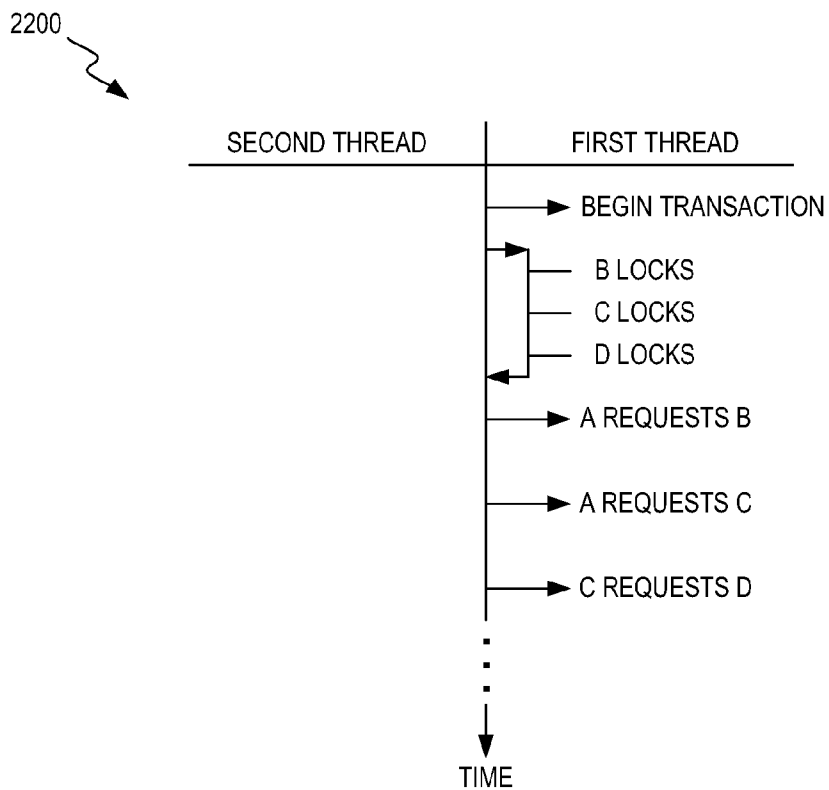 2200
SECOND THREAD
FIRST THREAD
BEGIN TRANSACTION
B LOCKS
C LOCKS
D LOCKS
A REQUESTS B
A REQUESTS C
C REQUESTS D
TIME